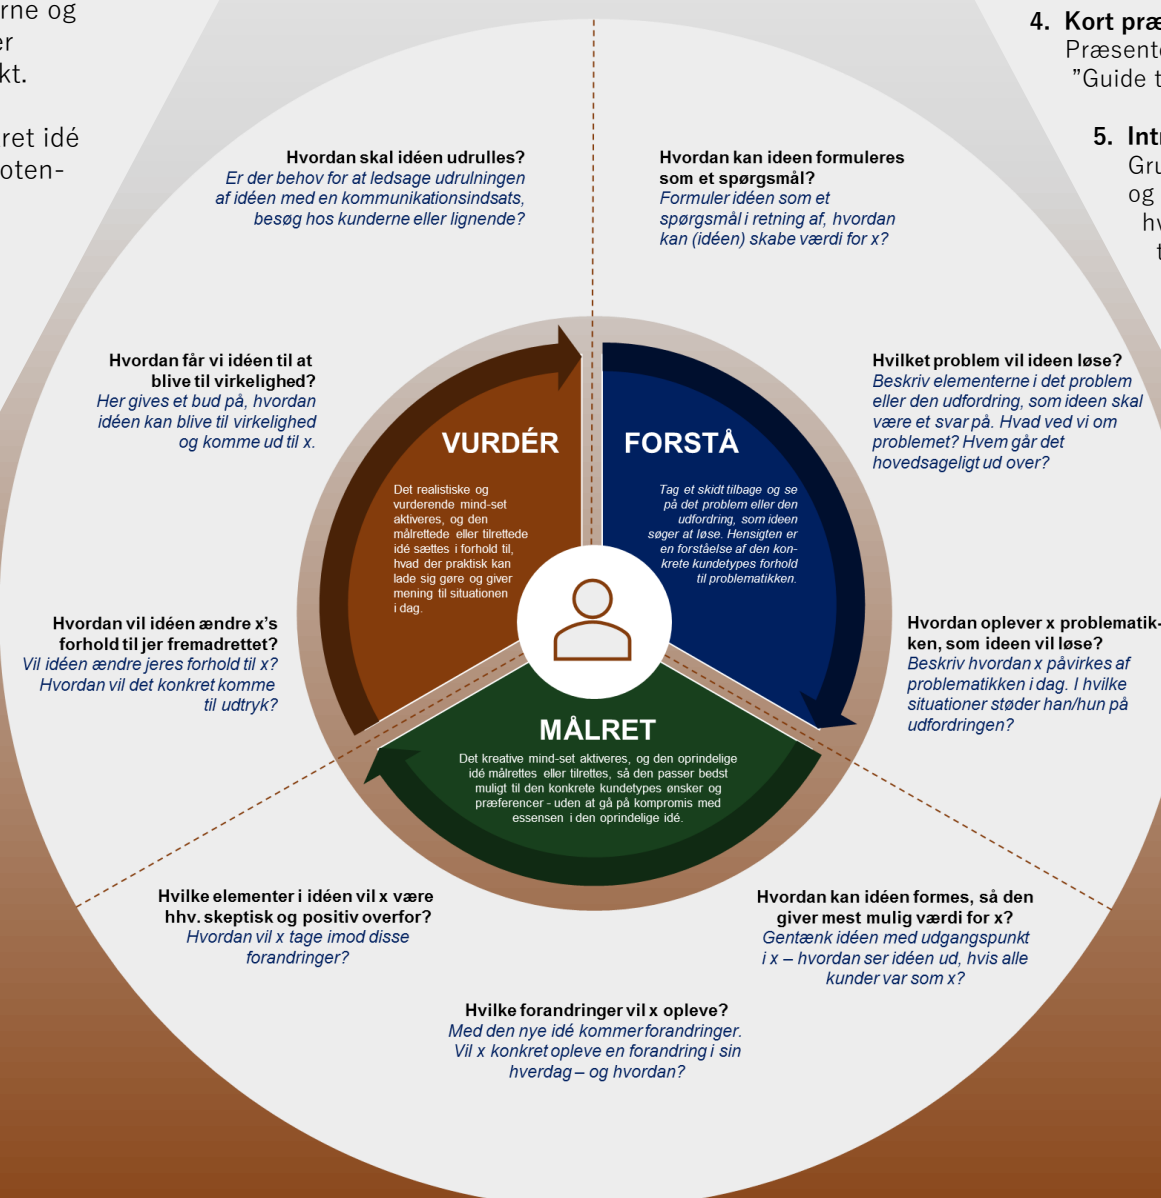 rne og
er
kt.
ret idé
oten-
4. Kort præ
Præsente
"Guide t
5. Intr
Gru
og
hv
t
Hvordan skal idéen udrulles?
Er der behov for at ledsage udrulningen
af idéen med en kommunikationsindsats,
besøg hos kunderne eller lignende?
Hvordan kan ideen formuleres
som et spørgsmål?
Formuler idéen som et
spørgsmål i retning af, hvordan
kan (idéen) skabe værdi for x?
Hvordan får vi idéen til at
blive til virkelighed?
Her gives et bud på, hvordan
idéen kan blive til virkelighed
og komme ud til x.
Hvilket problem vil ideen løse?
Beskriv elementerne i det problem
eller den udfordring, som ideen skal
være et svar på. Hvad ved vi om
problemet? Hvem går det
hovedsageligt ud over?
VURDÉR
Det realistiske og
vurderende mind-set
aktiveres, og den
målrettede eller tilrettede
idé sættes i forhold til,
hvad der praktisk kan
lade sig gøre og giver
mening til situationen
i dag.
FORSTÅ
Tag et skidt tilbage og se
på det problem eller den
udfordring, som ideen
søger at løse. Hensigten er
en forståelse af den kon-
krete kundetypes forhold
til problematikken.
Hvordan vil idéen ændre x's
forhold til jer fremadrettet?
Vil idéen ændre jeres forhold til x?
Hvordan vil det konkret komme
til udtryk?
Hvordan oplever x problematik-
ken, som ideen vil løse?
Beskriv hvordan x påvirkes af
problematikken i dag. I hvilke
situationer støder han/hun på
udfordringen?
MÅLRET
Det kreative mind-set aktiveres, og den oprindelige
idé målrettes eller tilrettes, så den passer bedst
muligt til den konkrete kundetypes ønsker og
præferencer - uden at gå på kompromis med
essensen i den oprindelige idé.
Hvilke elementer i idéen vil x være
hhv. skeptisk og positiv overfor?
Hvordan vil x tage imod disse
forandringer?
Hvordan kan idéen formes, så den
giver mest mulig værdi for x?
Gentænk idéen med udgangspunkt
i x – hvordan ser idéen ud, hvis alle
kunder var som x?
Hvilke forandringer vil x opleve?
Med den nye idé kommer forandringer.
Vil x konkret opleve en forandring i sin
hverdag – og hvordan?